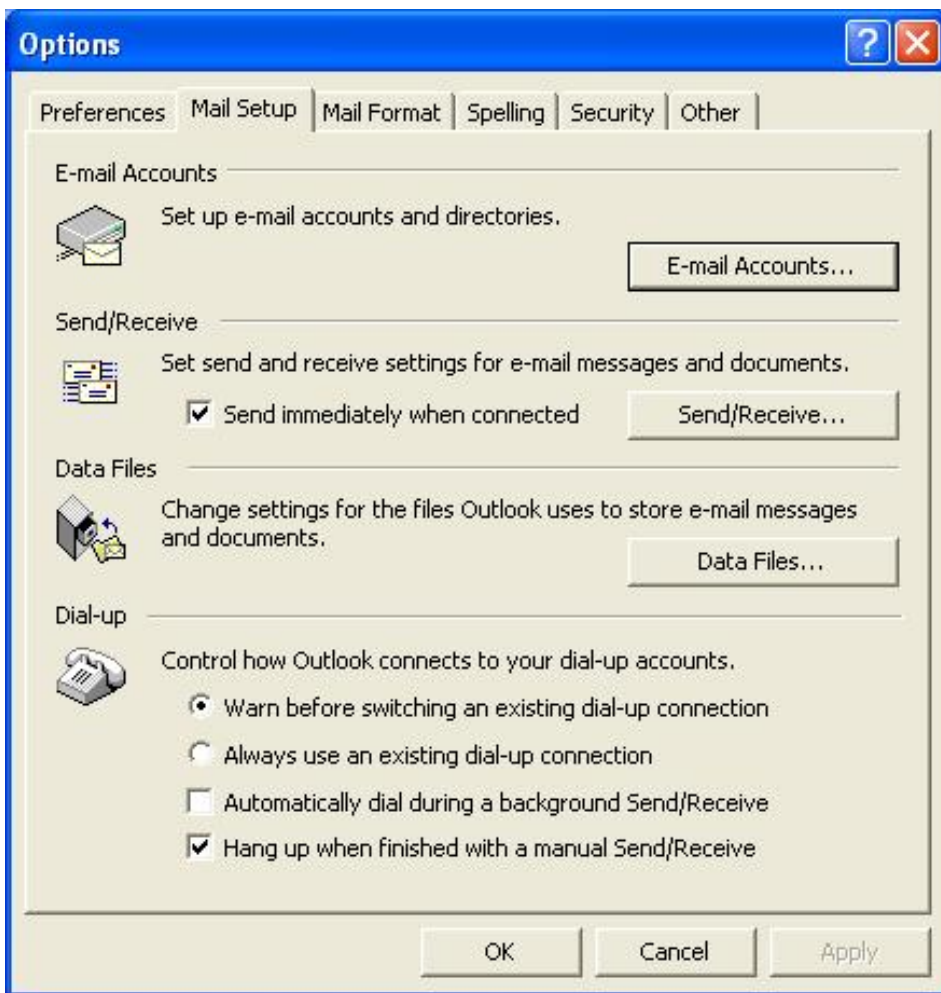 Options
Preferences Mail Setup Mail Format Spelling Security Other
E-mail Accounts
Set up e-mail accounts and directories.
E-mail Accounts...
Send/Receive
Set send and receive settings for e-mail messages and documents.
Send immediately when connected Send/Receive...
Data Files
Change settings for the files Outlook uses to store e-mail messages
and documents.
Data Files...
Dial-up
Control how Outlook connects to your dial-up accounts.
Warn before switching an existing dial-up connection
Always use an existing dial-up connection
Automatically dial during a background Send/Receive
Hang up when finished with a manual Send/Receive
OK Cancel Apply